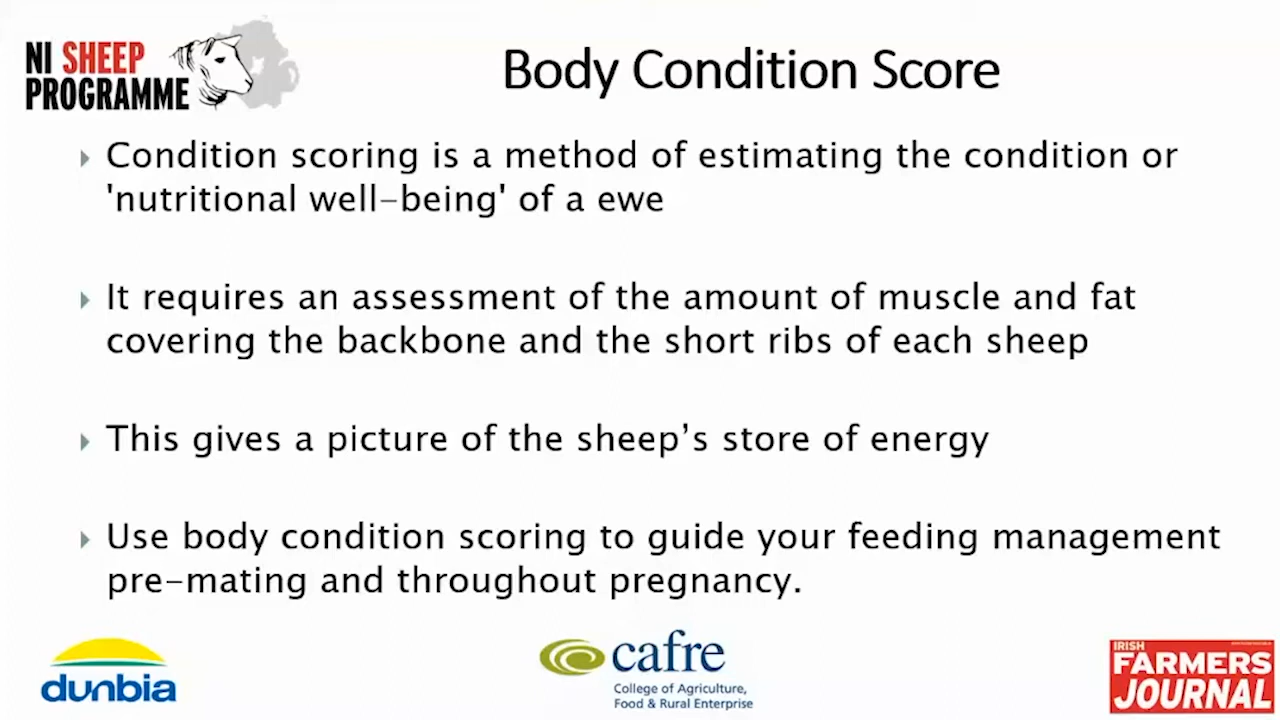 NI SHEEP
PROGRAMME
Body Condition Score
Condition scoring is a method of estimating the condition or
'nutritional well-being' of a ewe
It requires an assessment of the amount of muscle and fat
covering the backbone and the short ribs of each sheep
This gives a picture of the sheep’s store of energy
Use body condition scoring to guide your feeding management
pre-mating and throughout pregnancy.
dunbia
cafre
College of Agriculture,
Food & Rural Enterprise
IRISH
FARMERS
JOURNAL